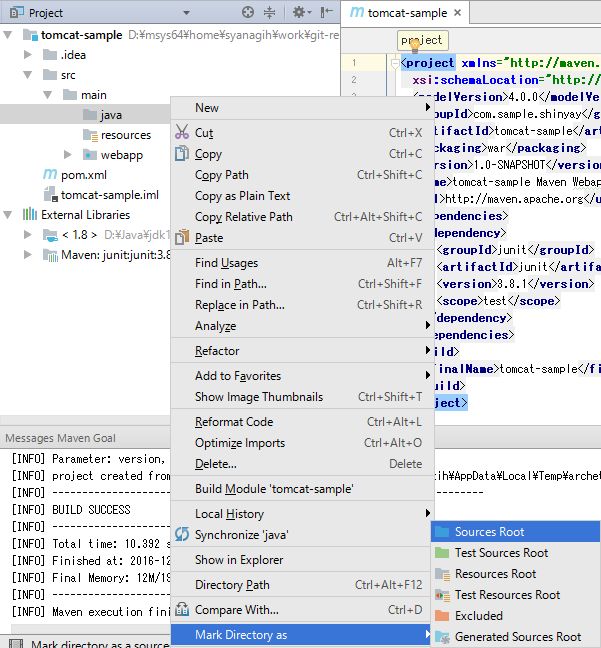 Project
tomcat-sample
tomcat-sample D:¥msys64¥home¥syanagih¥work¥git-re
.idea
src
main
java
resources
webapp
pom.xml
tomcat-sample.iml
External Libraries
< 1.8 > D:¥Java¥jdk1
Maven: junit:junit:3.8
project
1 <project xmlns="http://maven.
2 xsi:schemaLocation="http://
3 <modelVersion>4.0.0</modelVe
groupId>com.sample.shinyay</
artifactId>tomcat-sample</ar
packaging>war</packaging>
version>1.0-SNAPSHOT</versio
name>tomcat-sample Maven Webap
l>http://maven.apache.org</u
ependencies>
dependency>
<groupId>junit</groupId>
<artifactId>junit</artifa
<version>3.8.1</version>
<scope>test</scope>
/dependency>
ependencies>
ild>
finalName>tomcat-sample</fi
uild>
ject>
New
Cut Ctrl+X
Copy Ctrl+C
Copy Path Ctrl+Shift+C
Copy as Plain Text
Copy Relative Path Ctrl+Alt+Shift+C
Paste Ctrl+V
Find Usages Alt+F7
Find in Path... Ctrl+Shift+F
Replace in Path... Ctrl+Shift+R
Analyze
Refactor
Add to Favorites
Show Image Thumbnails Ctrl+Shift+T
Reformat Code Ctrl+Alt+L
Optimize Imports Ctrl+Alt+O
Delete... Delete
Build Module 'tomcat-sample'
Local History
Synchronize 'java'
Show in Explorer
Directory Path Ctrl+Alt+F12
Compare With... Ctrl+D
Mark Directory as
Sources Root
Test Sources Root
Resources Root
Test Resources Root
Excluded
Generated Sources Root
Messages Maven Goal
[INFO] Parameter: version,
[INFO] project created from ih¥AppData¥Local¥Temp¥archet
[INFO] ------------------------------------------------------------------------
[INFO] BUILD SUCCESS
[INFO] ------------------------------------------------------------------------
[INFO] Total time: 10.392 s
[INFO] Finished at: 2016-12
[INFO] Final Memory: 12M/19
[INFO] ----------------
[INFO] Maven execution fini
Mark directory as a source